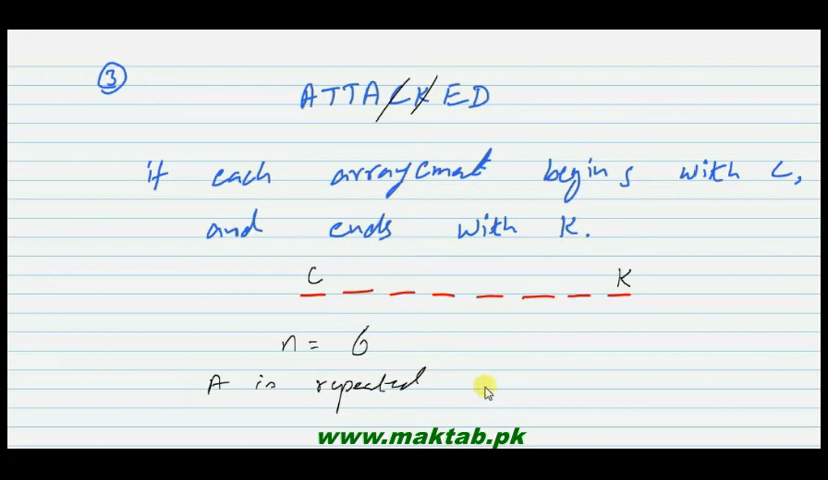 3
ATTACKED
if each arrangement begins with C,
and ends with K.
C K
n = 6
A is repeated
www.maktab.pk